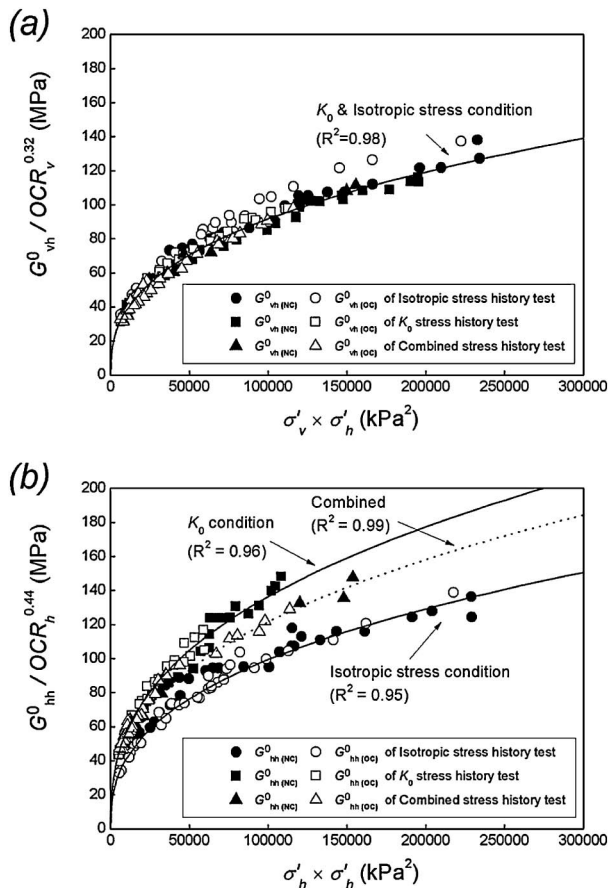 (a)
200
180
160
140
120
100
80
60
40
20
0
G⁰vh / OCRv^0.32 (MPa)
K₀ & Isotropic stress condition
(R²=0.98)
G⁰vh (NC) G⁰vh (OC) of Isotropic stress history test
G⁰vh (NC) G⁰vh (OC) of K₀ stress history test
G⁰vh (NC) G⁰vh (OC) of Combined stress history test
0 50000 100000 150000 200000 250000 300000
σ′v × σ′h (kPa²)
(b)
200
180
160
140
120
100
80
60
40
20
0
G⁰hh / OCRh^0.44 (MPa)
Combined
(R² = 0.99)
K₀ condition
(R² = 0.96)
Isotropic stress condition
(R² = 0.95)
G⁰hh (NC) G⁰hh (OC) of Isotropic stress history test
G⁰hh (NC) G⁰hh (OC) of K₀ stress history test
G⁰hh (NC) G⁰hh (OC) of Combined stress history test
0 50000 100000 150000 200000 250000 300000
σ′h × σ′h (kPa²)